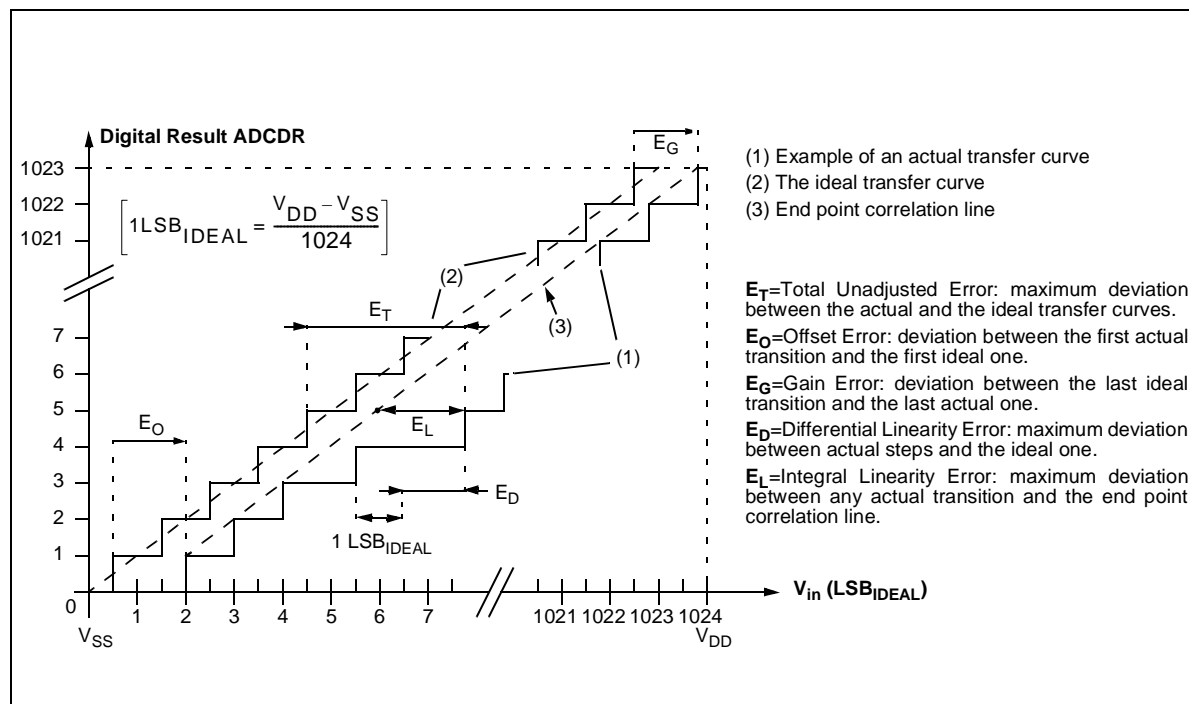 Digital Result ADCDR
E_G
1023
1022
1021
[1LSB_IDEAL = (V_DD – V_SS) / 1024]
(1) Example of an actual transfer curve
(2) The ideal transfer curve
(3) End point correlation line
(2)
E_T
(3)
7
(1)
6
5
E_O
E_L
4
3
E_D
2
1 LSB_IDEAL
1
0
1 2 3 4 5 6 7 1021 1022 1023 1024
V_in (LSB_IDEAL)
V_SS
V_DD
E_T=Total Unadjusted Error: maximum deviation
between the actual and the ideal transfer curves.
E_O=Offset Error: deviation between the first actual
transition and the first ideal one.
E_G=Gain Error: deviation between the last ideal
transition and the last actual one.
E_D=Differential Linearity Error: maximum deviation
between actual steps and the ideal one.
E_L=Integral Linearity Error: maximum deviation
between any actual transition and the end point
correlation line.